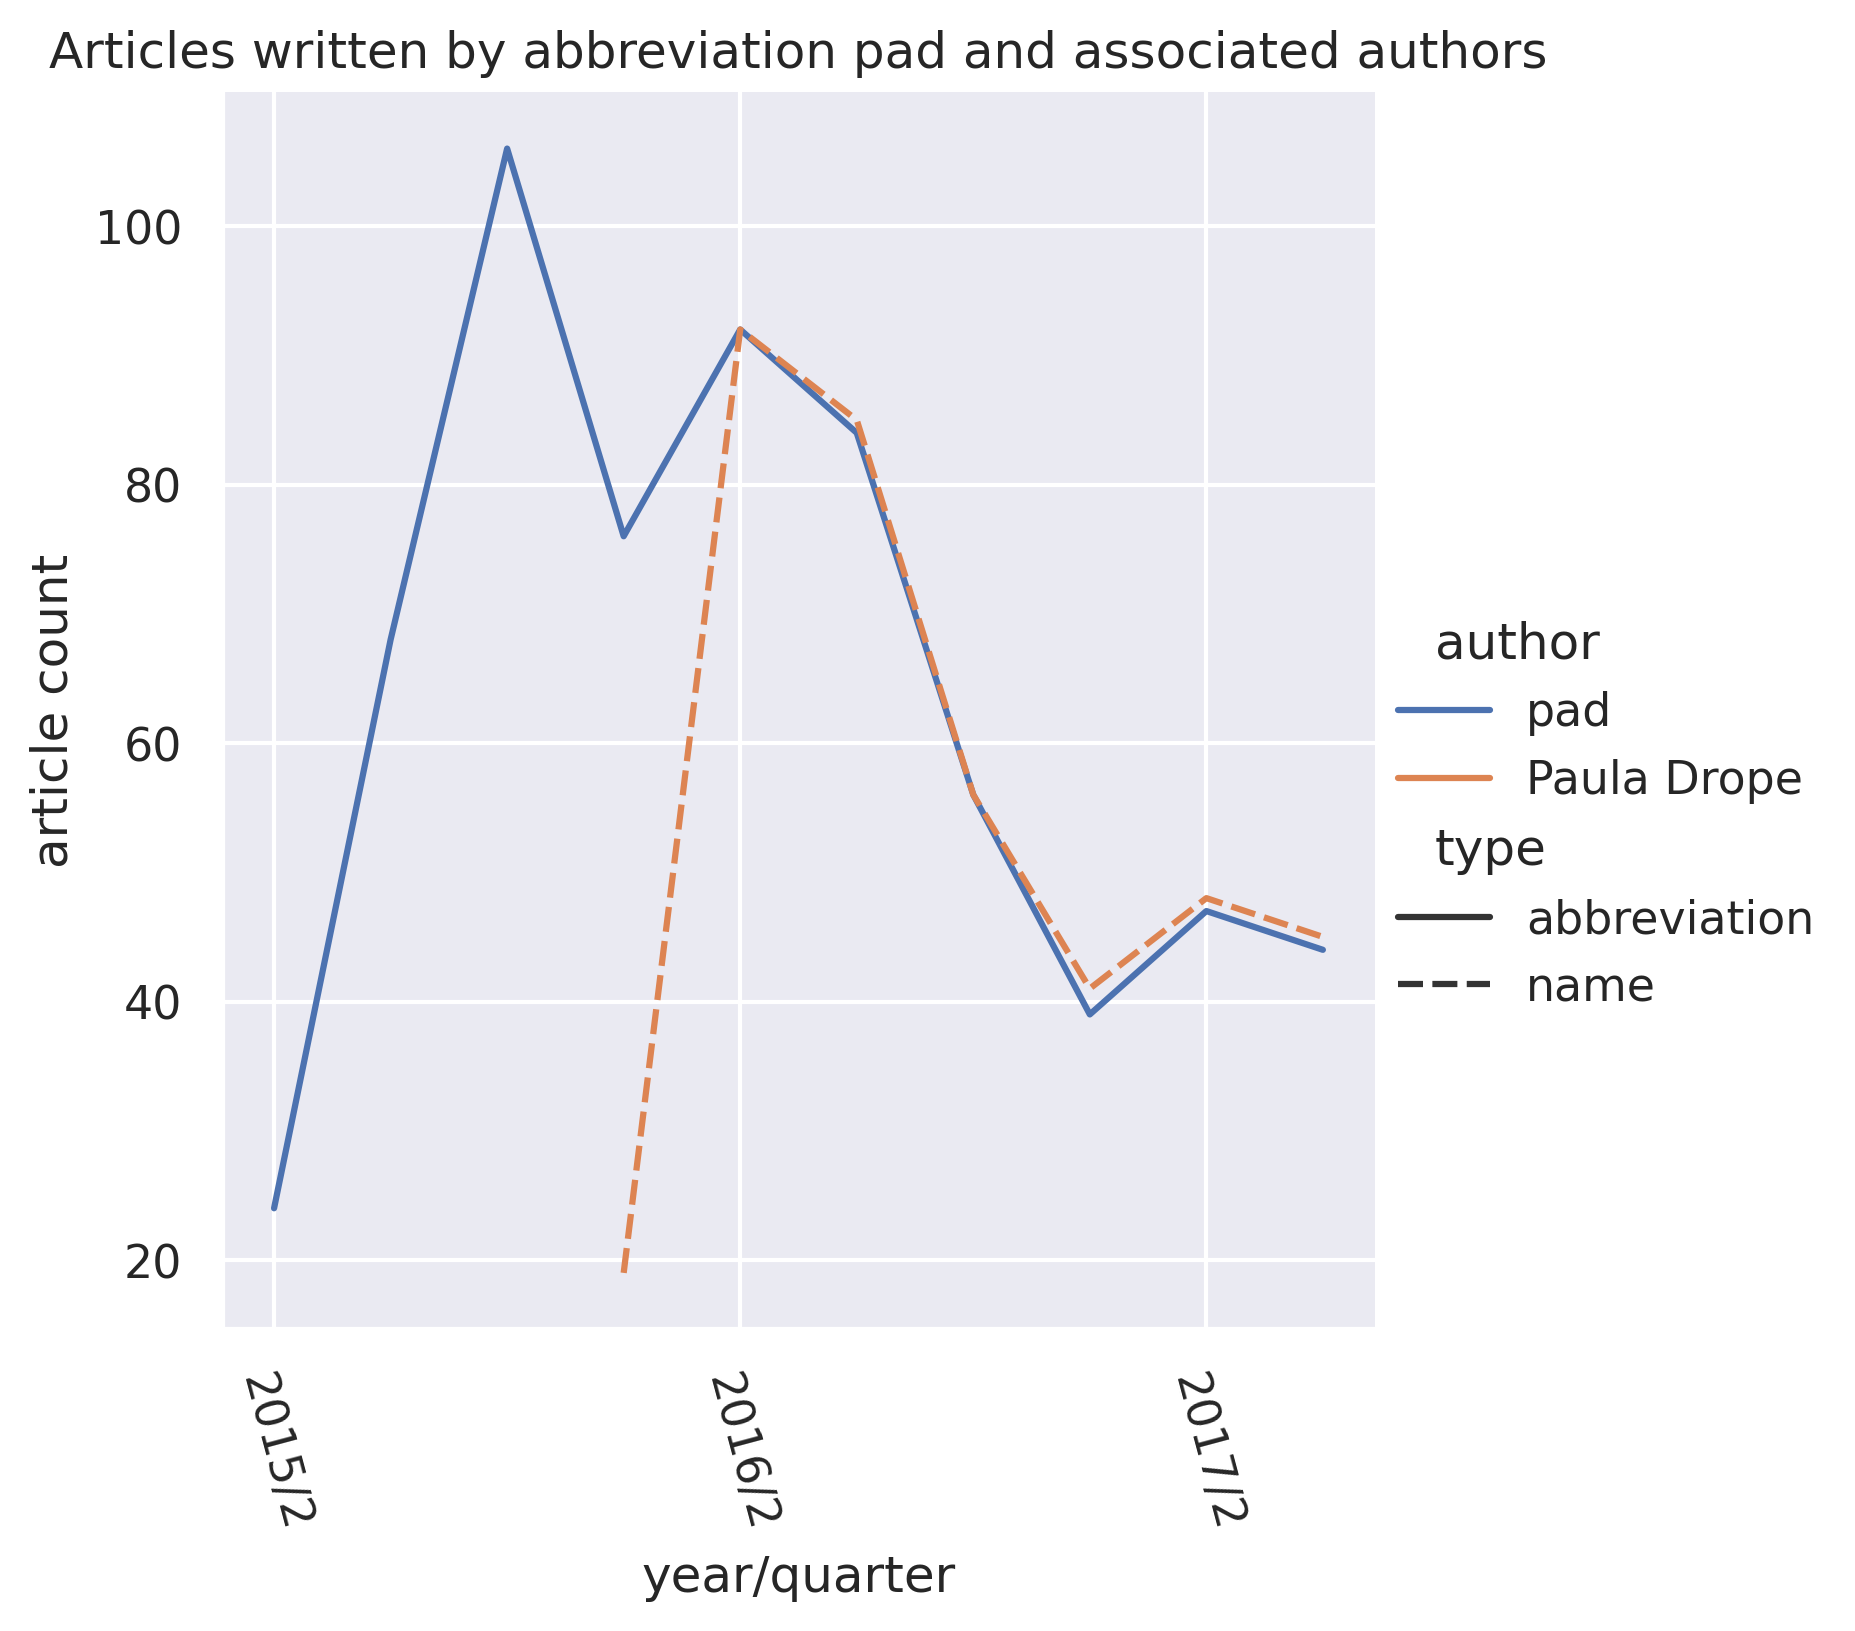 Articles written by abbreviation pad and associated authors
article count
100
80
60
40
20
2015/2
2016/2
2017/2
year/quarter
author
pad
Paula Drope
type
abbreviation
name